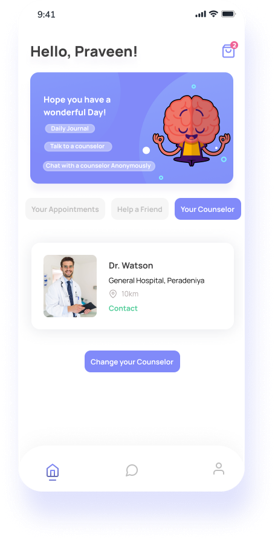 9:41
Hello, Praveen!
2
Hope you have a
wonderful Day!
Daily Journal
Talk to a counselor
Chat with a counselor Anonymously
Your Appointments
Help a Friend
Your Counselor
Dr. Watson
General Hospital, Peradeniya
10km
Contact
Change your Counselor